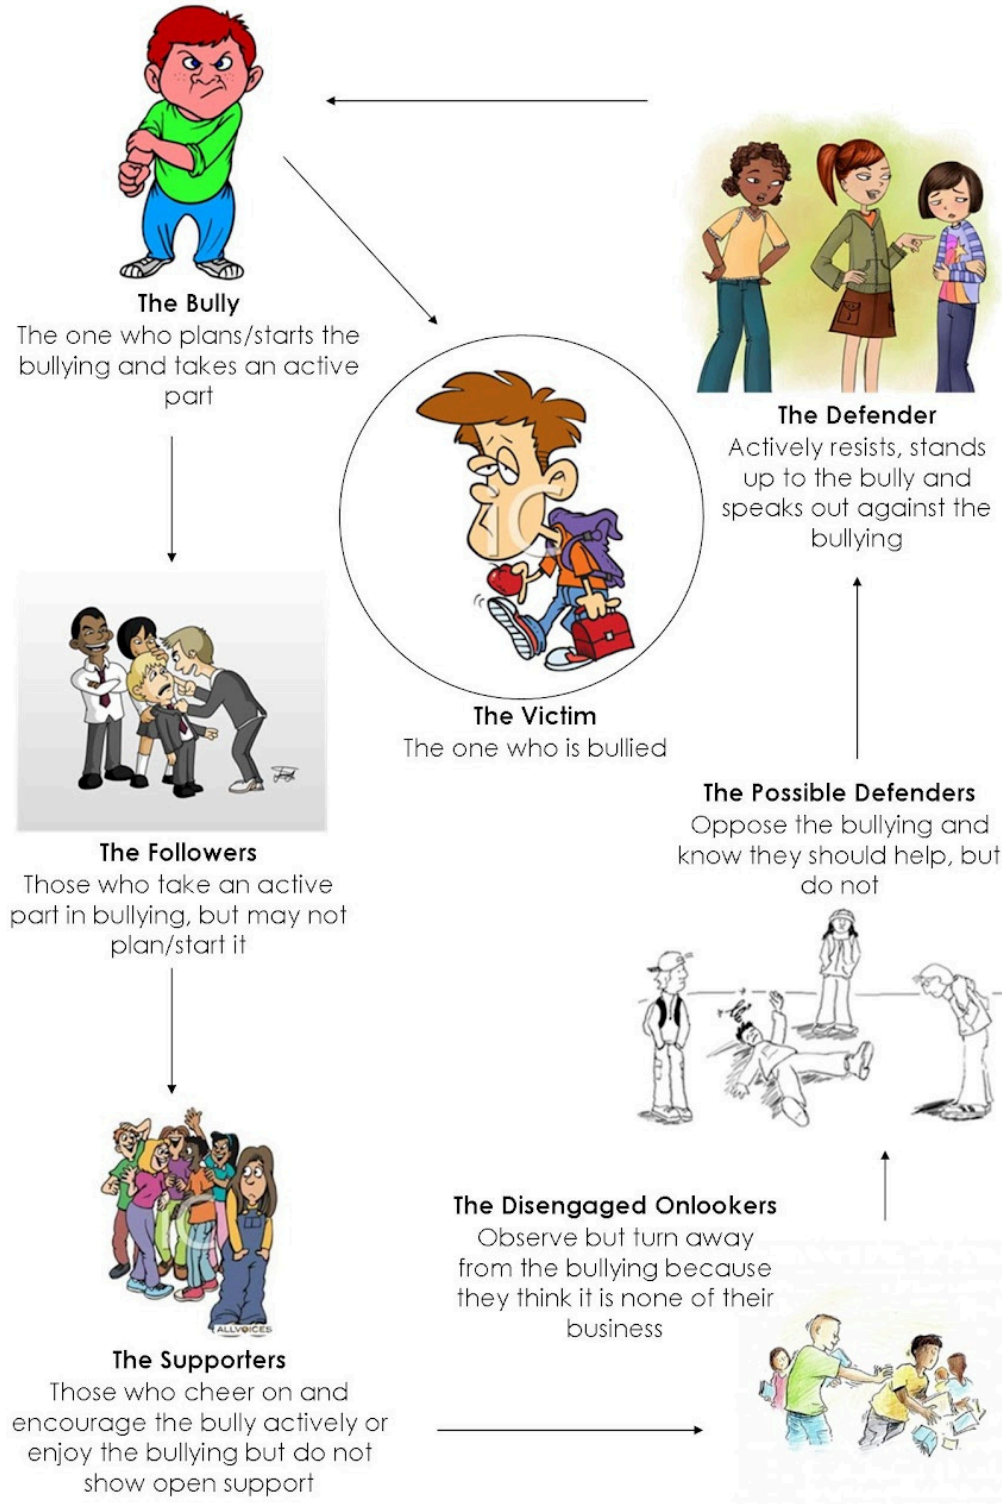 The Bully
The one who plans/starts the
bullying and takes an active
part
The Defender
Actively resists, stands
up to the bully and
speaks out against the
bullying
The Victim
The one who is bullied
The Followers
Those who take an active
part in bullying, but may not
plan/start it
The Possible Defenders
Oppose the bullying and
know they should help, but
do not
The Disengaged Onlookers
Observe but turn away
from the bullying because
they think it is none of their
business
ALLVOICES
The Supporters
Those who cheer on and
encourage the bully actively or
enjoy the bullying but do not
show open support